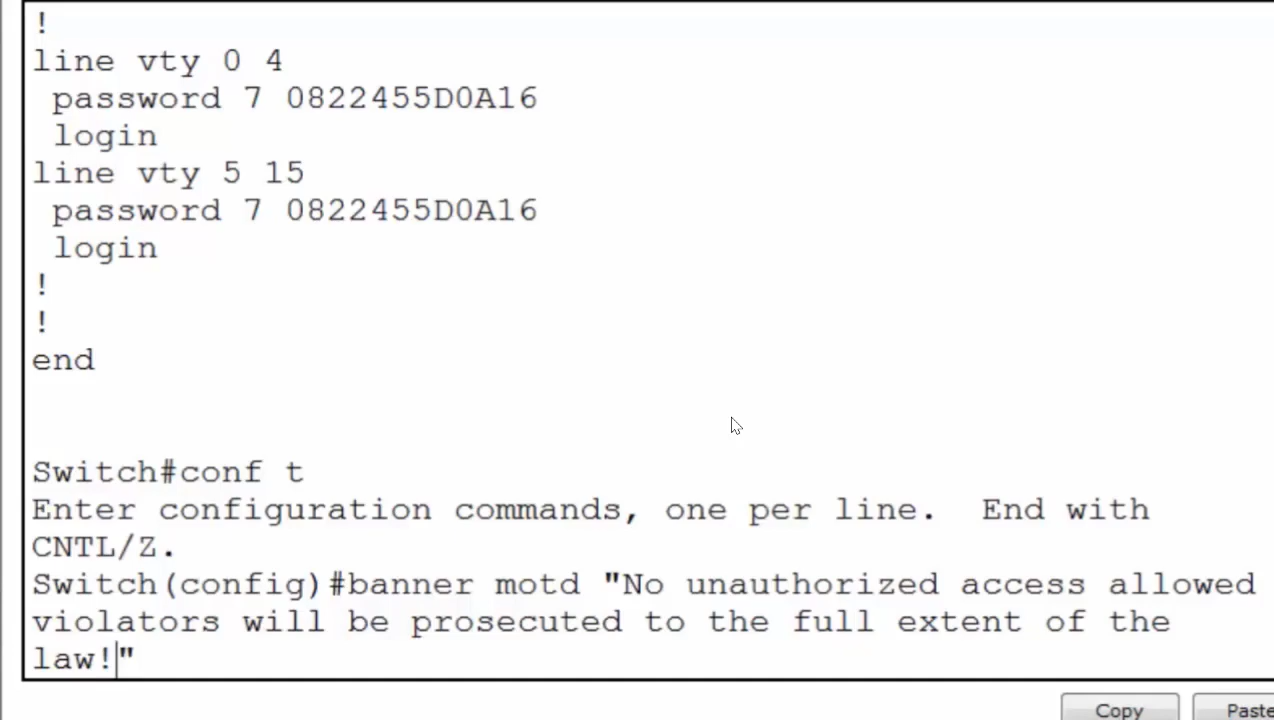 !
line vty 0 4
 password 7 0822455D0A16
 login
line vty 5 15
 password 7 0822455D0A16
 login
!
!
end
Switch#conf t
Enter configuration commands, one per line.  End with
CNTL/Z.
Switch(config)#banner motd "No unauthorized access allowed
violators will be prosecuted to the full extent of the
law!"
Copy
Paste